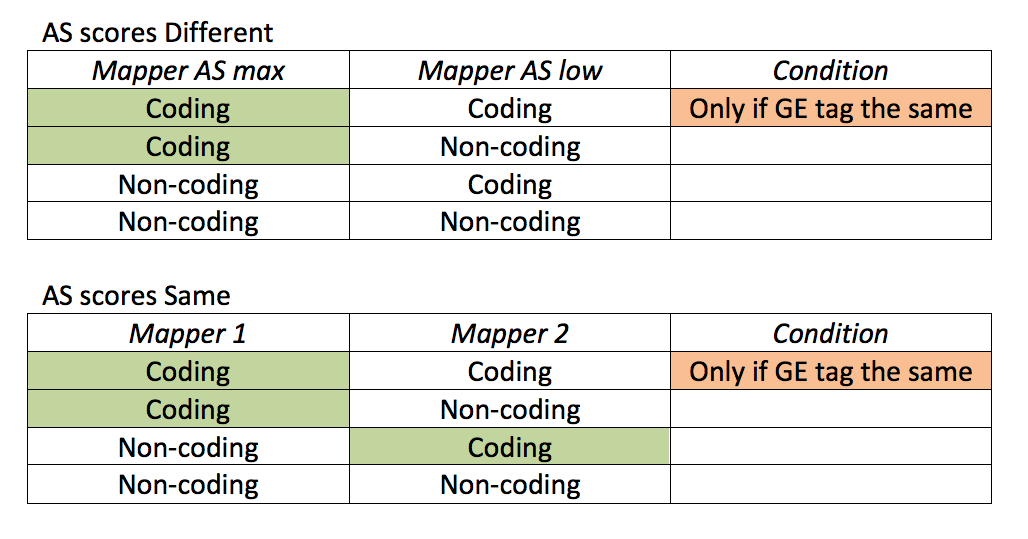 AS scores Different
Mapper AS max Mapper AS low Condition
Coding Coding Only if GE tag the same
Coding Non-coding
Non-coding Coding
Non-coding Non-coding
AS scores Same
Mapper 1 Mapper 2 Condition
Coding Coding Only if GE tag the same
Coding Non-coding
Non-coding Coding
Non-coding Non-coding